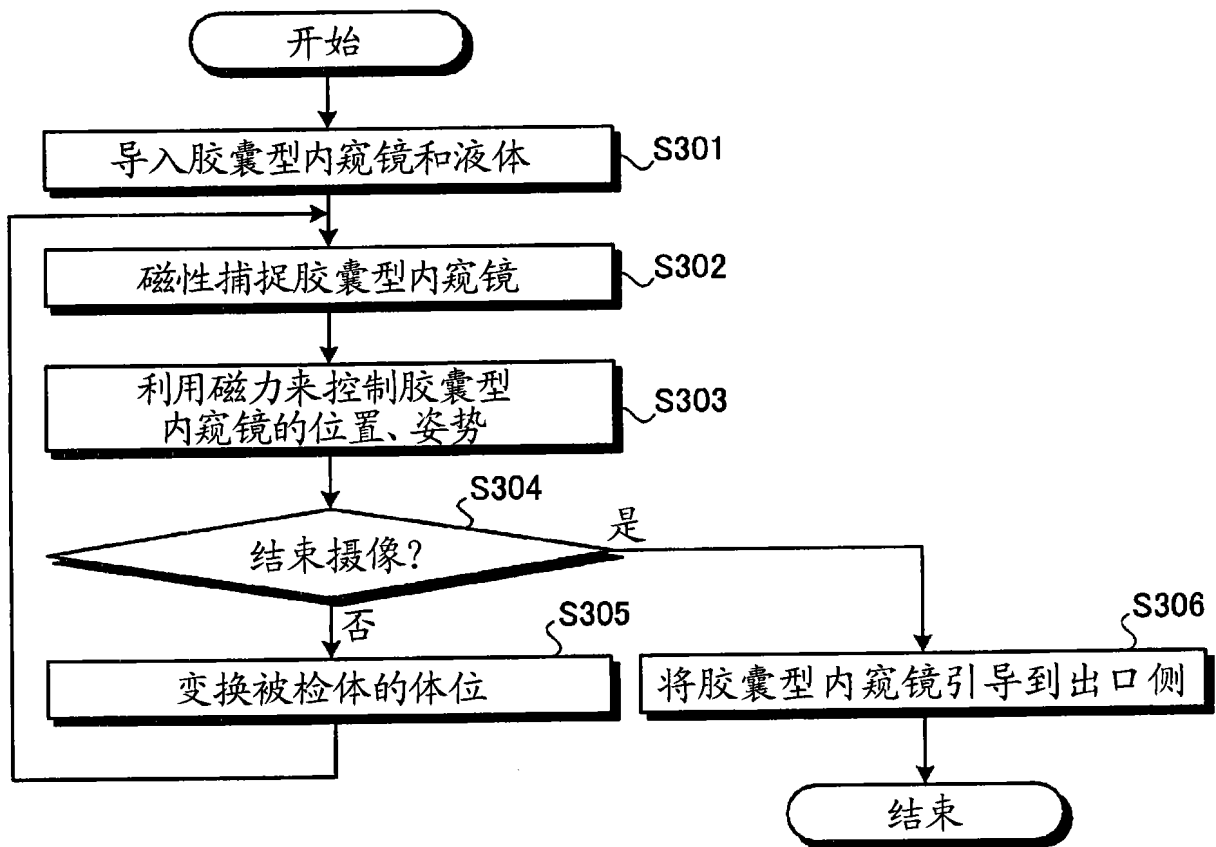 开始
导入胶囊型内窥镜和液体
S301
磁性捕捉胶囊型内窥镜
S302
利用磁力来控制胶囊型
内窥镜的位置、姿势
S303
S304
结束摄像?
是
否
S305
变换被检体的体位
S306
将胶囊型内窥镜引导到出口侧
结束